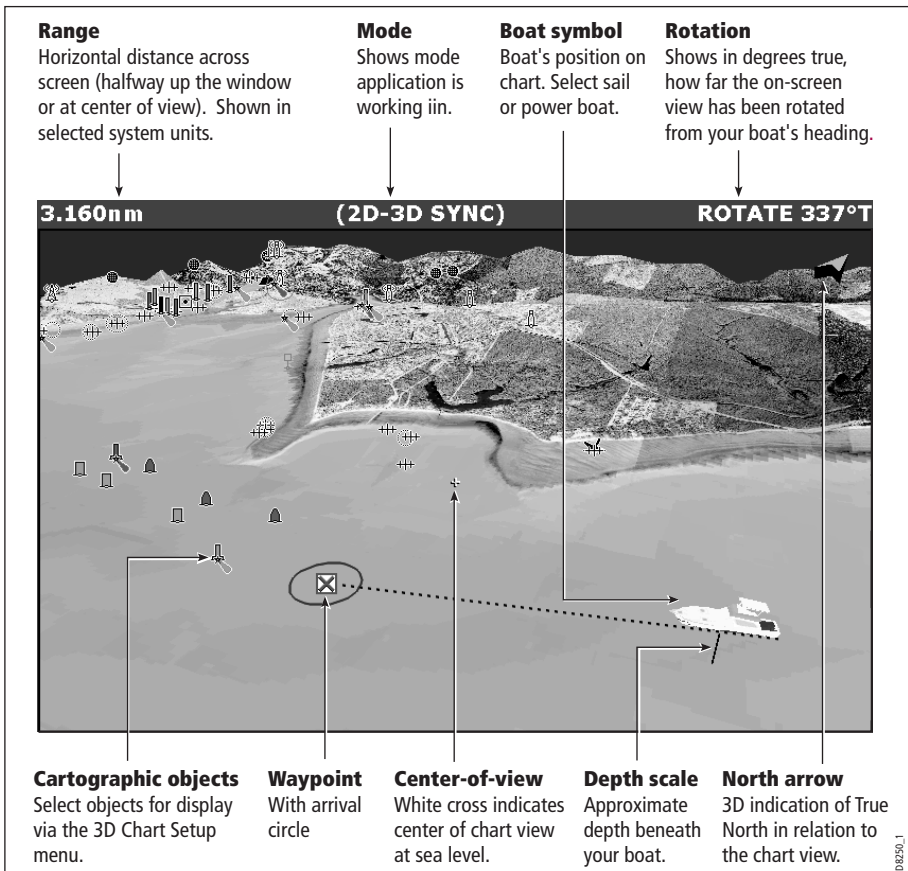 Range
Horizontal distance across
screen (halfway up the window
or at center of view).  Shown in
selected system units.
Mode
Shows mode
application is
working iin.
Boat symbol
Boat's position on
chart. Select sail
or power boat.
Rotation
Shows in degrees true,
how far the on-screen
view has been rotated
from your boat's heading.
3.160nm
(2D-3D SYNC)
ROTATE 337°T
Cartographic objects
Select objects for display
via the 3D Chart Setup
menu.
Waypoint
With arrival
circle
Center-of-view
White cross indicates
center of chart view
at sea level.
Depth scale
Approximate
depth beneath
your boat.
North arrow
3D indication of True
North in relation to
the chart view.
D8250_1